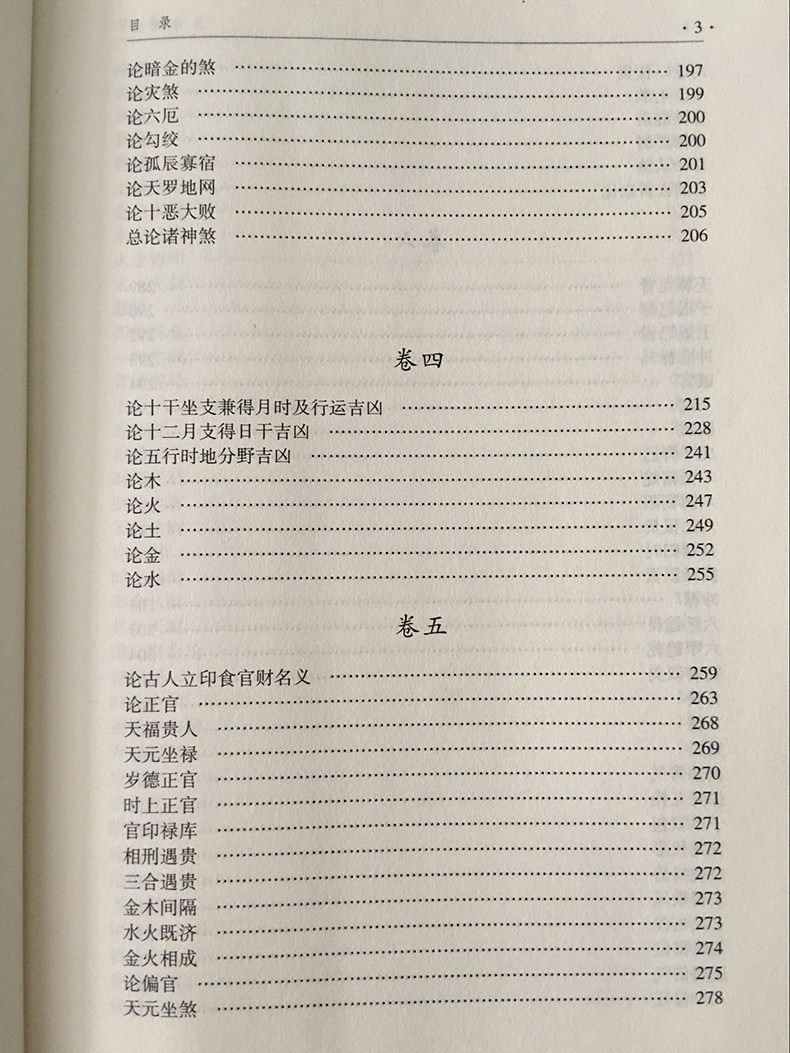 目 录 ·3·
论暗金的煞 ……………………………………………… 197
论灾煞 ……………………………………………… 199
论六厄 ……………………………………………… 200
论勾绞 ……………………………………………… 200
论孤辰寡宿 ……………………………………………… 201
论天罗地网 ……………………………………………… 203
论十恶大败 ……………………………………………… 205
总论诸神煞 ……………………………………………… 206
卷四
论十干坐支兼得月时及行运吉凶 ……………………………… 215
论十二月支得日干吉凶 ……………………………………… 228
论五行时地分野吉凶 ……………………………………… 241
论木 ……………………………………………… 243
论火 ……………………………………………… 247
论土 ……………………………………………… 249
论金 ……………………………………………… 252
论水 ……………………………………………… 255
卷五
论古人立印食官财名义 ……………………………………… 259
论正官 ……………………………………………… 263
天福贵人 ……………………………………………… 268
天元坐禄 ……………………………………………… 269
岁德正官 ……………………………………………… 270
时上正官 ……………………………………………… 271
官印禄库 ……………………………………………… 271
相刑遇贵 ……………………………………………… 272
三合遇贵 ……………………………………………… 272
金木间隔 ……………………………………………… 273
水火既济 ……………………………………………… 273
金火相成 ……………………………………………… 274
论偏官 ……………………………………………… 275
天元坐煞 ……………………………………………… 278